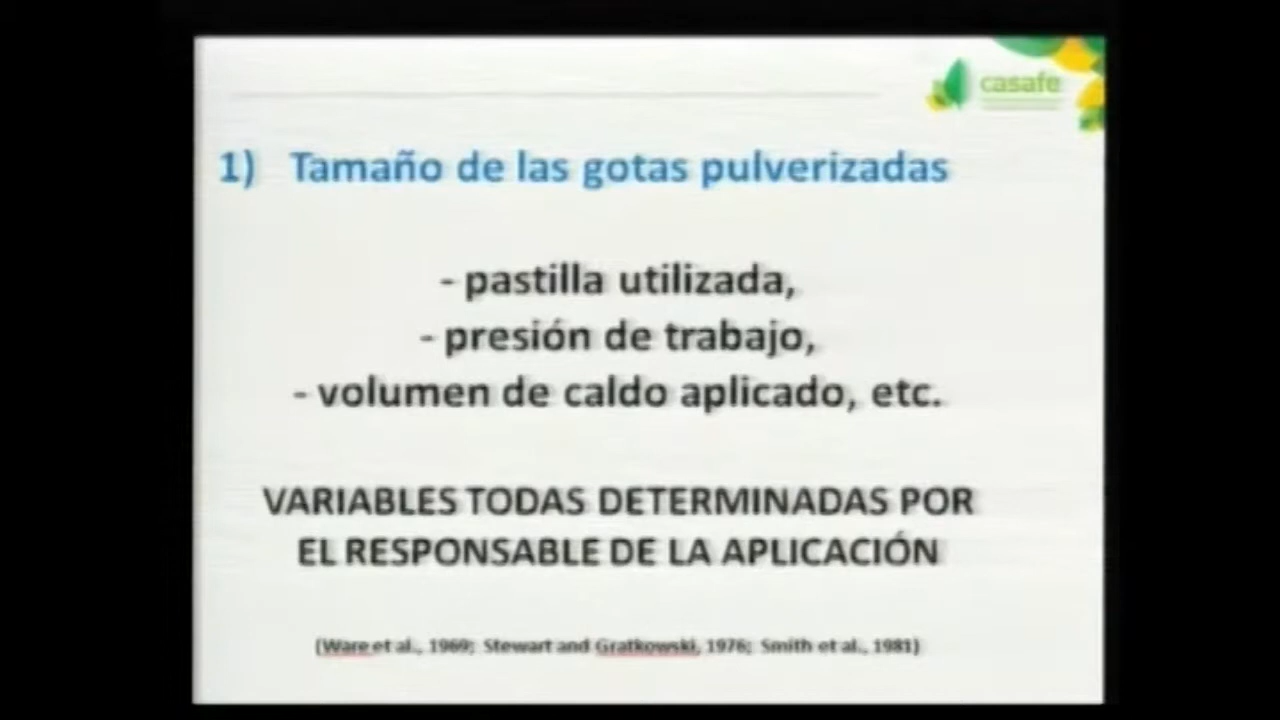 casafe
1) Tamaño de las gotas pulverizadas
- pastilla utilizada,
- presión de trabajo,
- volumen de caldo aplicado, etc.
VARIABLES TODAS DETERMINADAS POR
EL RESPONSABLE DE LA APLICACIÓN
(Ware et al., 1969; Stewart and Gratkowski, 1976; Smith et al., 1981)